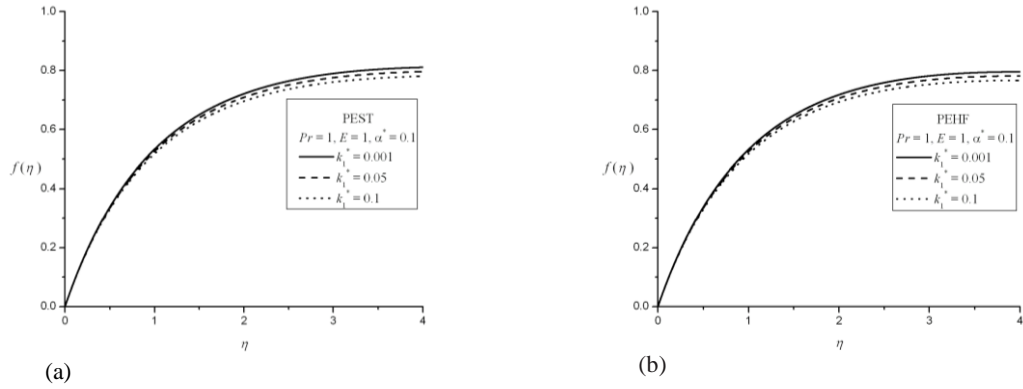 1.0
0.8
0.6
0.4
0.2
0.0
f(η)
0 1 2 3 4
η
PEST
Pr = 1, E = 1, α* = 0.1
k₁* = 0.001
k₁* = 0.05
k₁* = 0.1
(a)
1.0
0.8
0.6
0.4
0.2
0.0
f(η)
0 1 2 3 4
η
PEHF
Pr = 1, E = 1, α* = 0.1
k₁* = 0.001
k₁* = 0.05
k₁* = 0.1
(b)